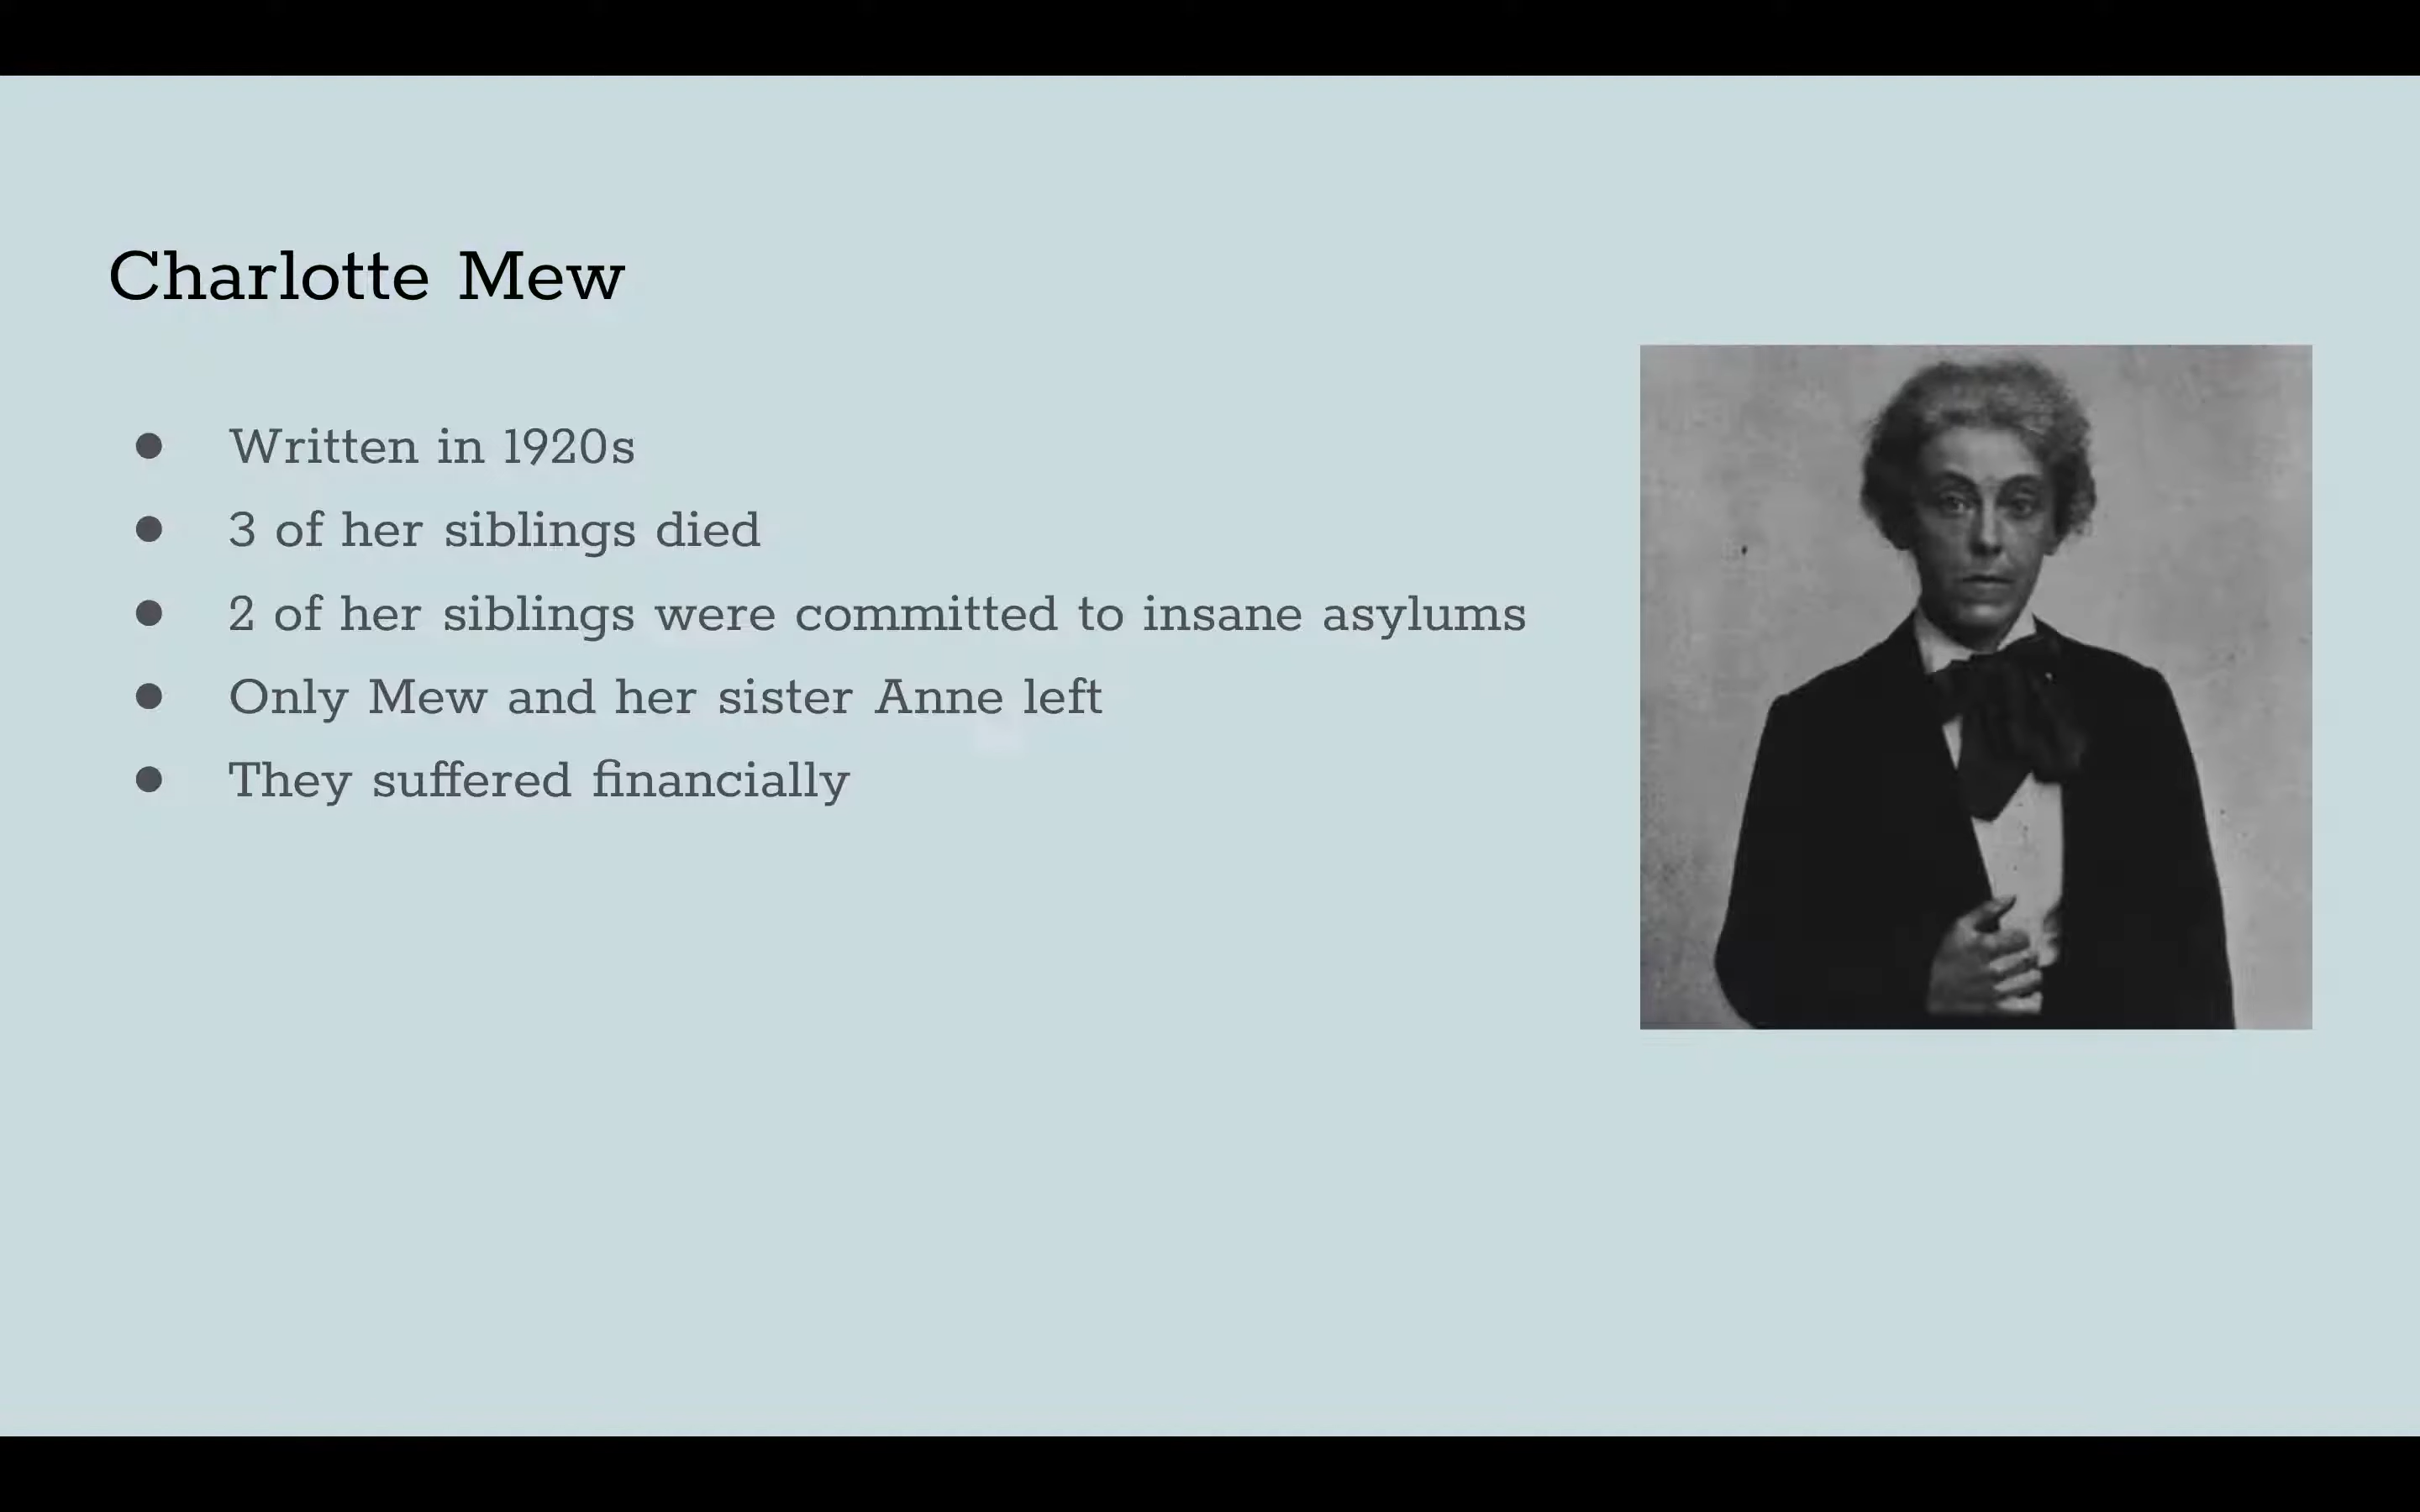 Charlotte Mew
● Written in 1920s
● 3 of her siblings died
● 2 of her siblings were committed to insane asylums
● Only Mew and her sister Anne left
● They suffered financially